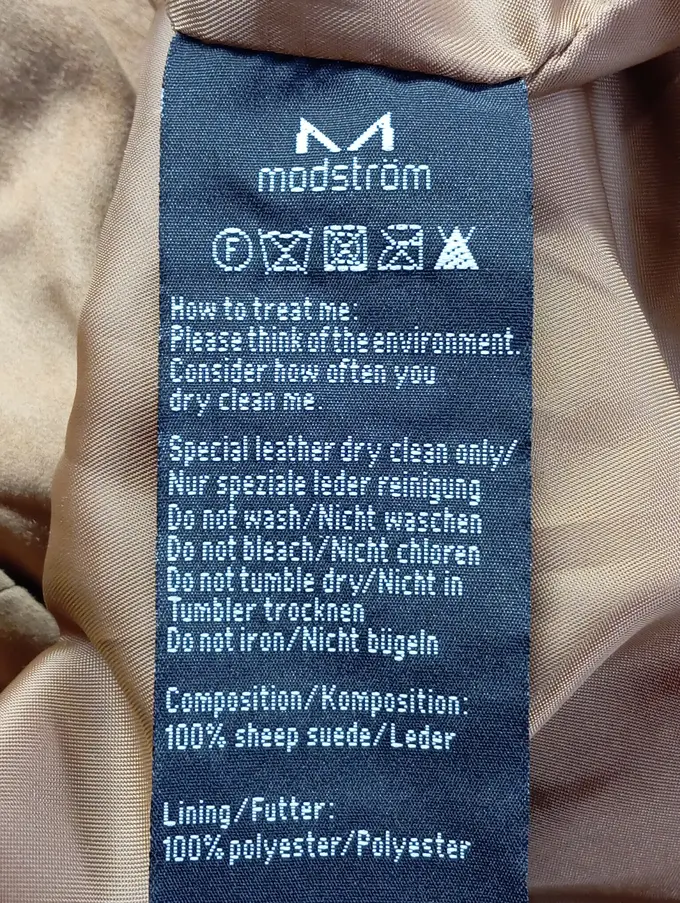 modström
F
How to treat me:
Please think of the environment.
Consider how often you
dry clean me.
Special leather dry clean only/
Nur speziale leder reinigung
Do not wash/Nicht waschen
Do not bleach/Nicht chloren
Do not tumble dry/Nicht in
Tumbler trocknen
Do not iron/Nicht bügeln
Composition/Komposition:
100% sheep suede/Leder
Lining/Futter:
100% polyester/Polyester